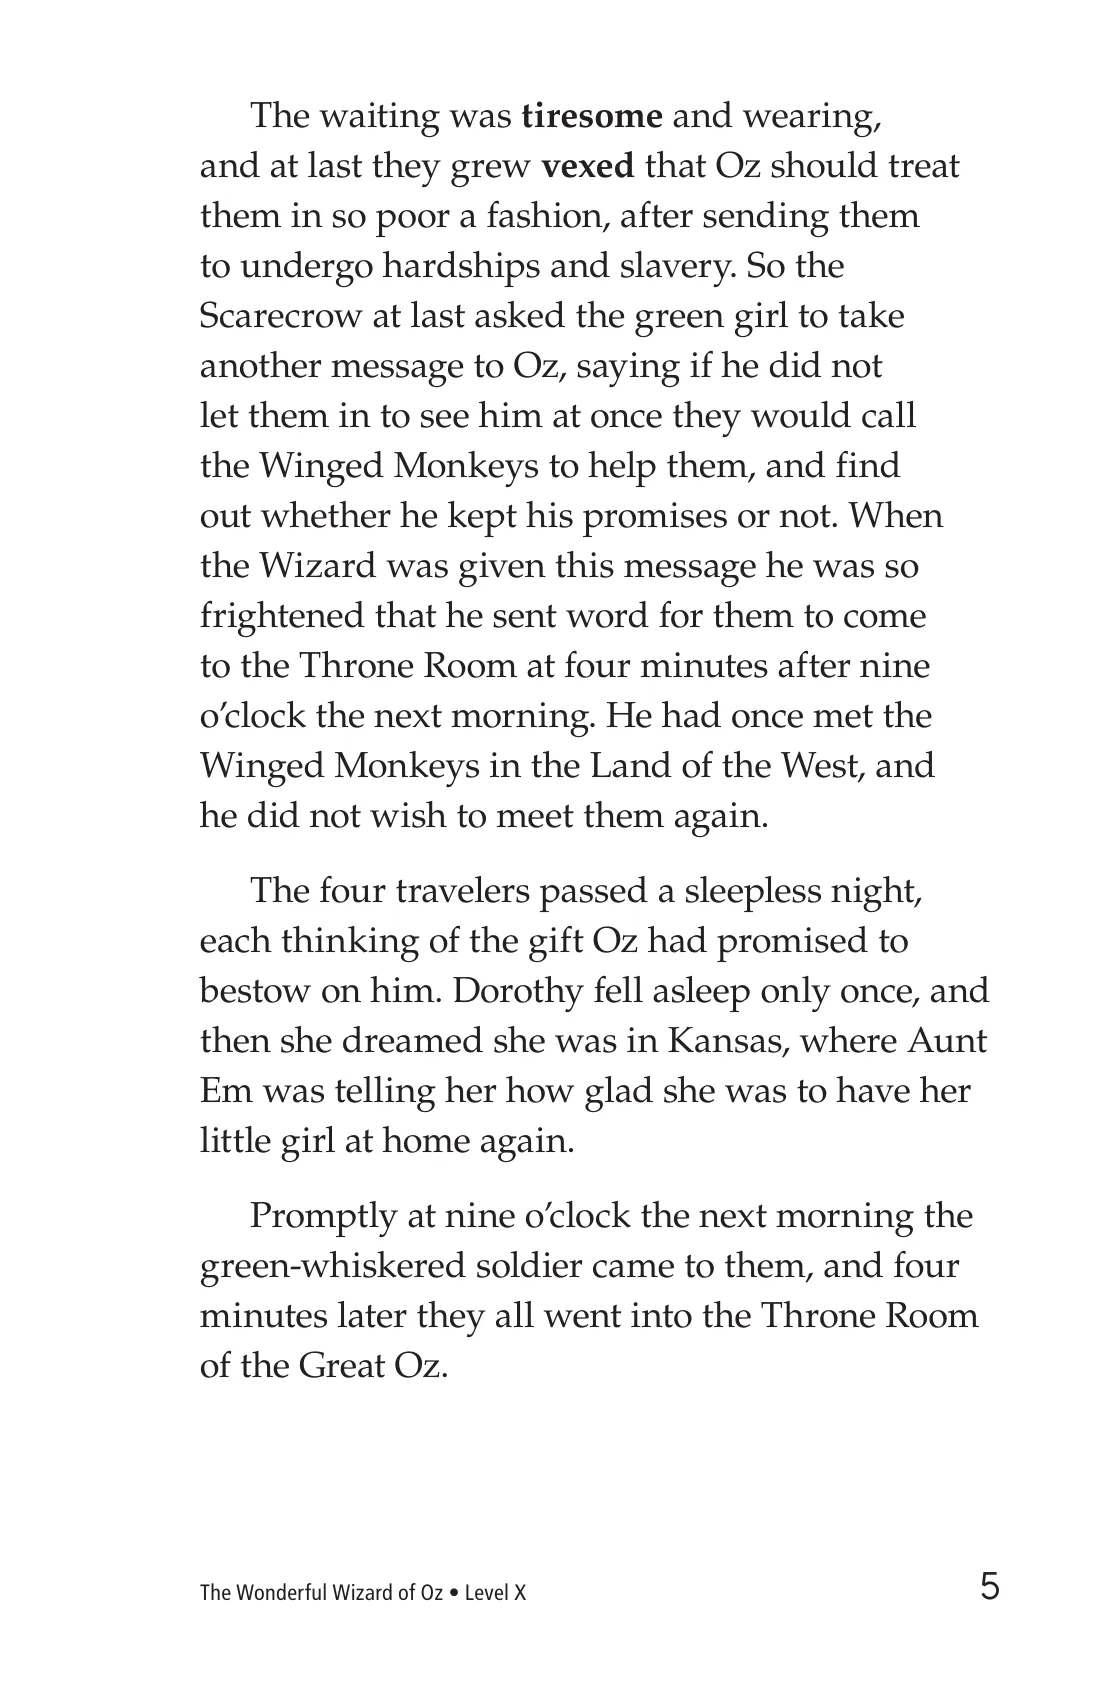 The waiting was tiresome and wearing,
and at last they grew vexed that Oz should treat
them in so poor a fashion, after sending them
to undergo hardships and slavery. So the
Scarecrow at last asked the green girl to take
another message to Oz, saying if he did not
let them in to see him at once they would call
the Winged Monkeys to help them, and find
out whether he kept his promises or not. When
the Wizard was given this message he was so
frightened that he sent word for them to come
to the Throne Room at four minutes after nine
o’clock the next morning. He had once met the
Winged Monkeys in the Land of the West, and
he did not wish to meet them again.
The four travelers passed a sleepless night,
each thinking of the gift Oz had promised to
bestow on him. Dorothy fell asleep only once, and
then she dreamed she was in Kansas, where Aunt
Em was telling her how glad she was to have her
little girl at home again.
Promptly at nine o’clock the next morning the
green-whiskered soldier came to them, and four
minutes later they all went into the Throne Room
of the Great Oz.
The Wonderful Wizard of Oz • Level X 5